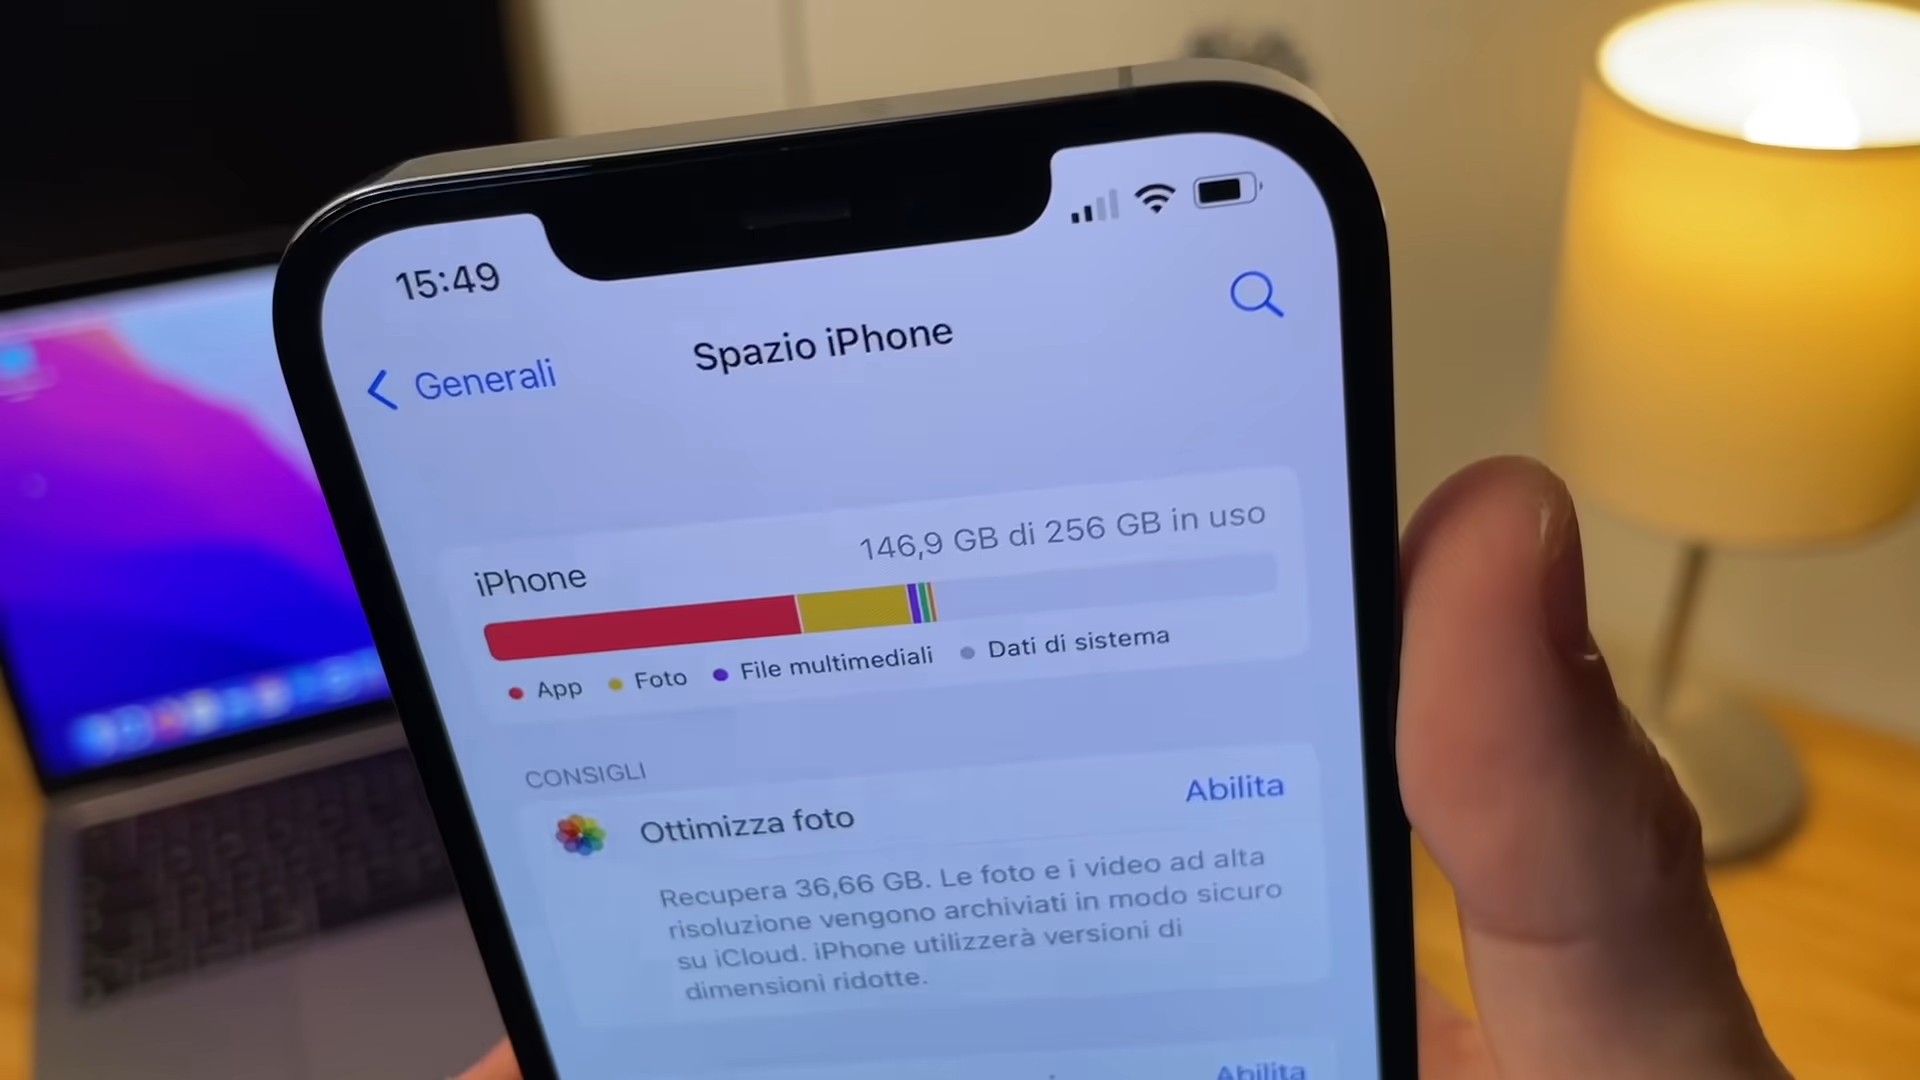 15:49
Generali
Spazio iPhone
iPhone
146,9 GB di 256 GB in uso
App
Foto
File multimediali
Dati di sistema
CONSIGLI
Ottimizza foto
Abilita
Recupera 36,66 GB. Le foto e i video ad alta
risoluzione vengono archiviati in modo sicuro
su iCloud. iPhone utilizzerà versioni di
dimensioni ridotte.
Abilita